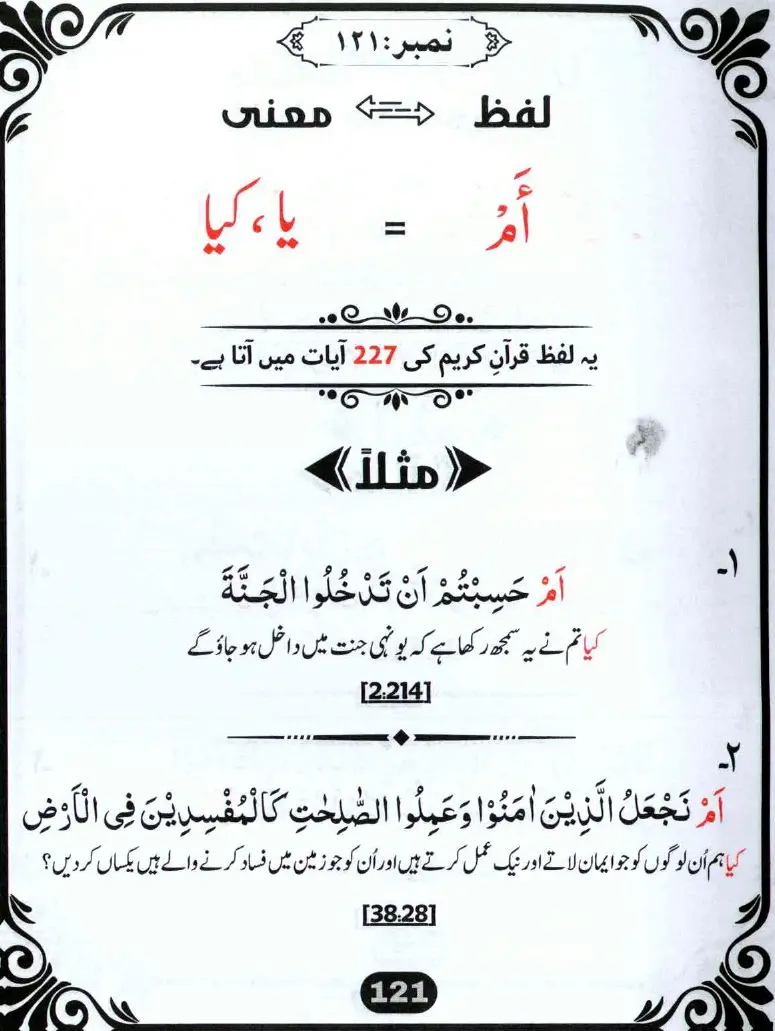 نمبر: ۱۲۱
لفظ معنی
أَمْ = یا، کیا
یہ لفظ قرآنِ کریم کی 227 آیات میں آتا ہے۔
مثلاً
۱۔
اَمْ حَسِبْتُمْ اَنْ تَدْخُلُوا الْجَنَّةَ
کیا تم نے یہ سمجھ رکھا ہے کہ یونہی جنت میں داخل ہو جاؤ گے
[2:214]
۲۔
اَمْ نَجْعَلُ الَّذِیْنَ اٰمَنُوْا وَعَمِلُوا الصّٰلِحٰتِ کَالْمُفْسِدِیْنَ فِی الْاَرْضِ
کیا ہم اُن لوگوں کو جو ایمان لاتے اور نیک عمل کرتے ہیں اور اُن کو جو زمین میں فساد کرنے والے ہیں یکساں کر دیں؟
[38:28]
121